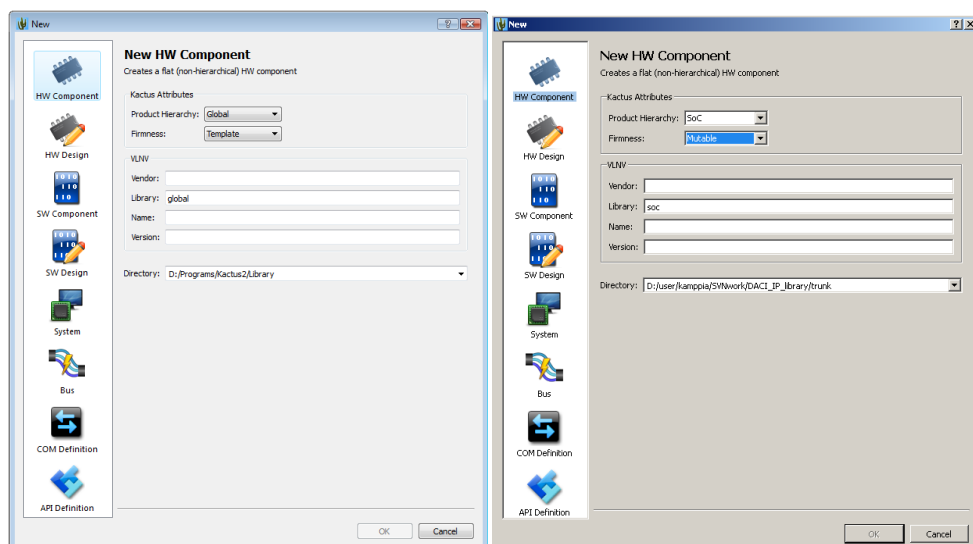 New
HW Component
HW Design
SW Component
SW Design
System
Bus
COM Definition
API Definition
New HW Component
Creates a flat (non-hierarchical) HW component
Kactus Attributes
Product Hierarchy: Global
Firmness: Template
VLNV
Vendor:
Library: global
Name:
Version:
Directory: D:/Programs/Kactus2/Library
OK Cancel
New
HW Component
HW Design
SW Component
SW Design
System
Bus
COM Definition
API Definition
New HW Component
Creates a flat (non-hierarchical) HW component
Kactus Attributes
Product Hierarchy: SoC
Firmness: Mutable
VLNV
Vendor:
Library: soc
Name:
Version:
Directory: D:/user/kamppia/SVNwork/DACI_IP_library/trunk
OK Cancel